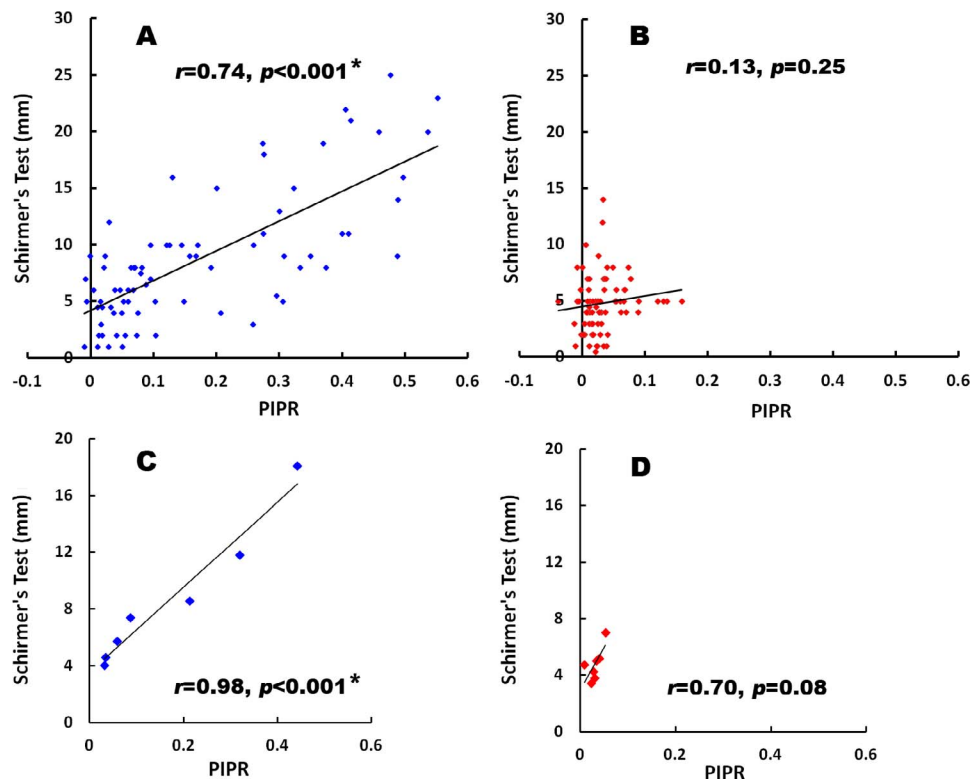 A
r=0.74, p<0.001*
Schirmer's Test (mm)
30
25
20
15
10
5
0
-0.1 0 0.1 0.2 0.3 0.4 0.5 0.6
PIPR
B
r=0.13, p=0.25
Schirmer's Test (mm)
30
25
20
15
10
5
0
-0.1 0 0.1 0.2 0.3 0.4 0.5 0.6
PIPR
C
r=0.98, p<0.001*
Schirmer's Test (mm)
20
16
12
8
4
0
0 0.2 0.4 0.6
PIPR
D
r=0.70, p=0.08
Schirmer's Test (mm)
20
16
12
8
4
0
0 0.2 0.4 0.6
PIPR